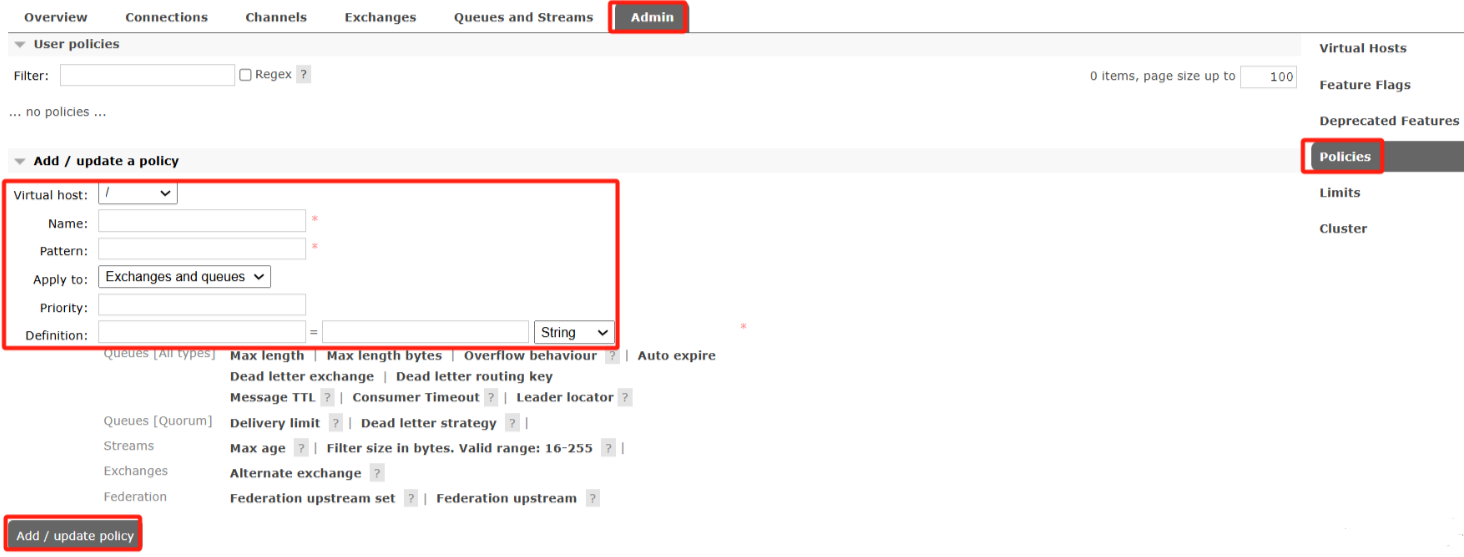 Overview Connections Channels Exchanges Queues and Streams Admin
User policies
Filter: Regex ? 0 items, page size up to 100
... no policies ...
Add / update a policy
Virtual host: /
Name: *
Pattern: *
Apply to: Exchanges and queues
Priority:
Definition: = String *
Queues [All types] Max length | Max length bytes | Overflow behaviour ? | Auto expire
Dead letter exchange | Dead letter routing key
Message TTL ? | Consumer Timeout ? | Leader locator ?
Queues [Quorum] Delivery limit ? | Dead letter strategy ? |
Streams Max age ? | Filter size in bytes. Valid range: 16-255 ? |
Exchanges Alternate exchange ?
Federation Federation upstream set ? | Federation upstream ?
Add / update policy
Virtual Hosts
Feature Flags
Deprecated Features
Policies
Limits
Cluster